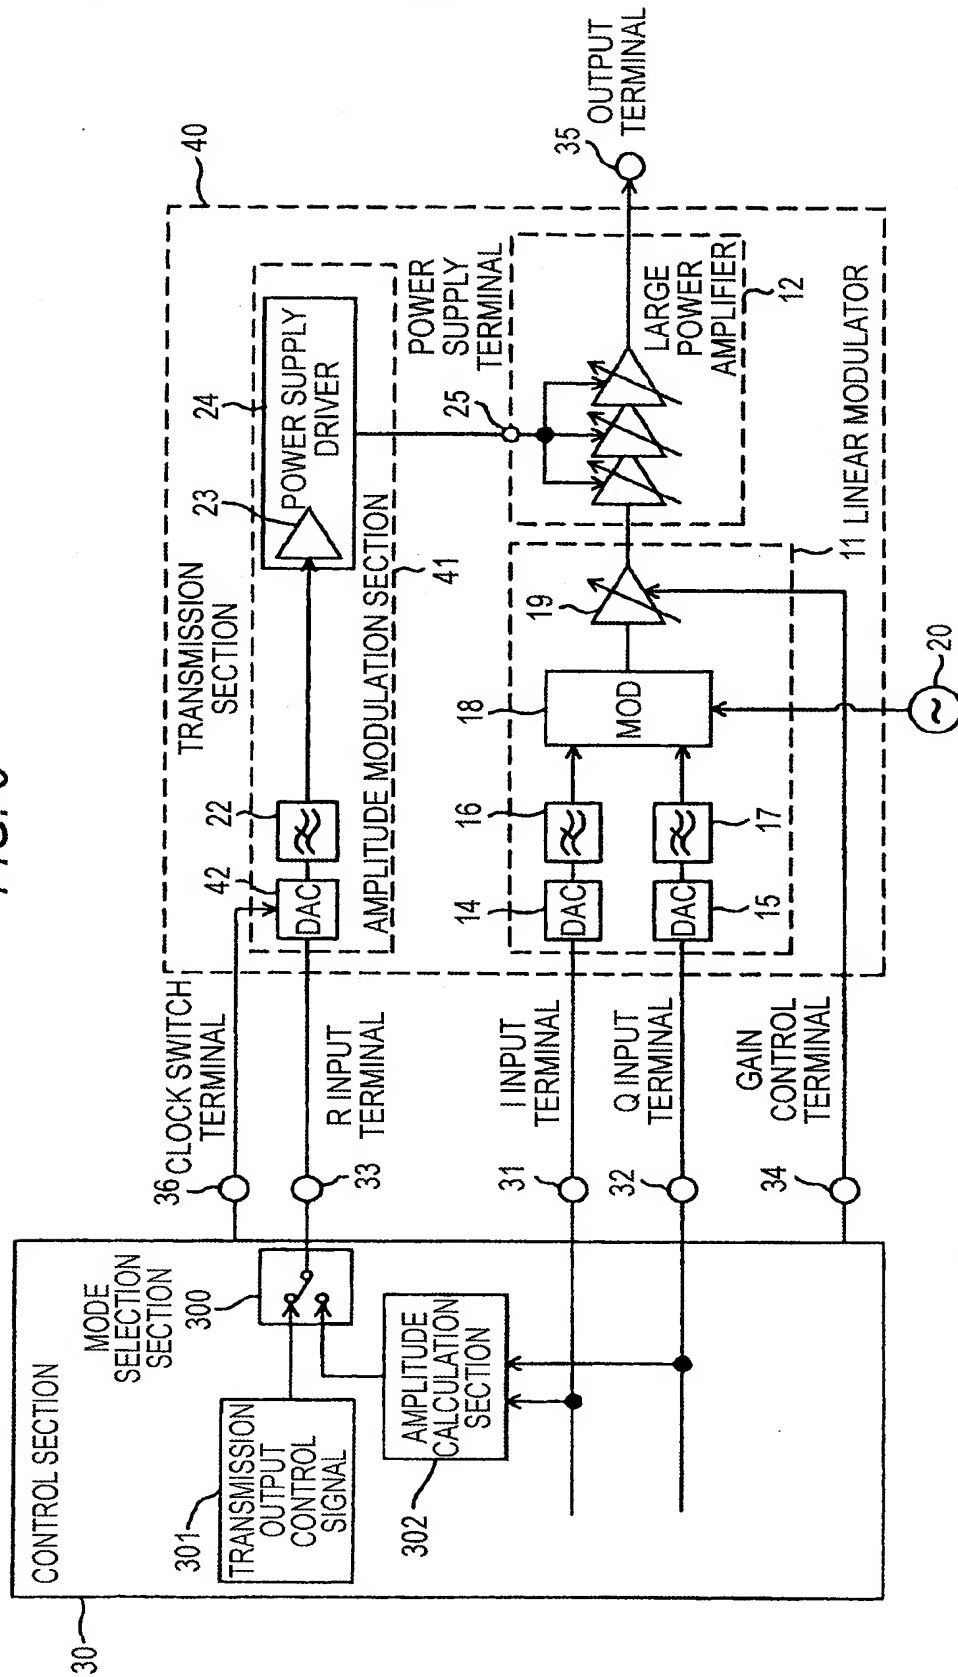 30
CONTROL SECTION
301
TRANSMISSION
OUTPUT
CONTROL
SIGNAL
MODE
SELECTION
SECTION
300
302
AMPLITUDE
CALCULATION
SECTION
36
CLOCK SWITCH
TERMINAL
33
R INPUT
TERMINAL
31
I INPUT
TERMINAL
32
Q INPUT
TERMINAL
34
GAIN
CONTROL
TERMINAL
40
TRANSMISSION
SECTION
42
DAC
22
23
24
POWER SUPPLY
DRIVER
AMPLITUDE MODULATION SECTION
41
POWER
SUPPLY
TERMINAL
25
14
DAC
16
DAC
15
17
18
MOD
19
11 LINEAR MODULATOR
20
LARGE
POWER
AMPLIFIER
12
35
OUTPUT
TERMINAL